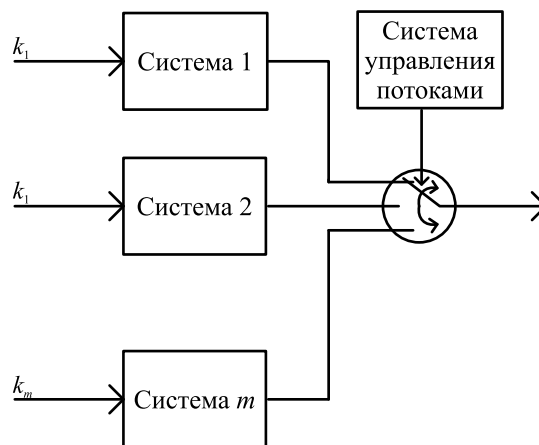 k₁
Система 1
Система
управления
потоками
k₁
Система 2
kₘ
Система m